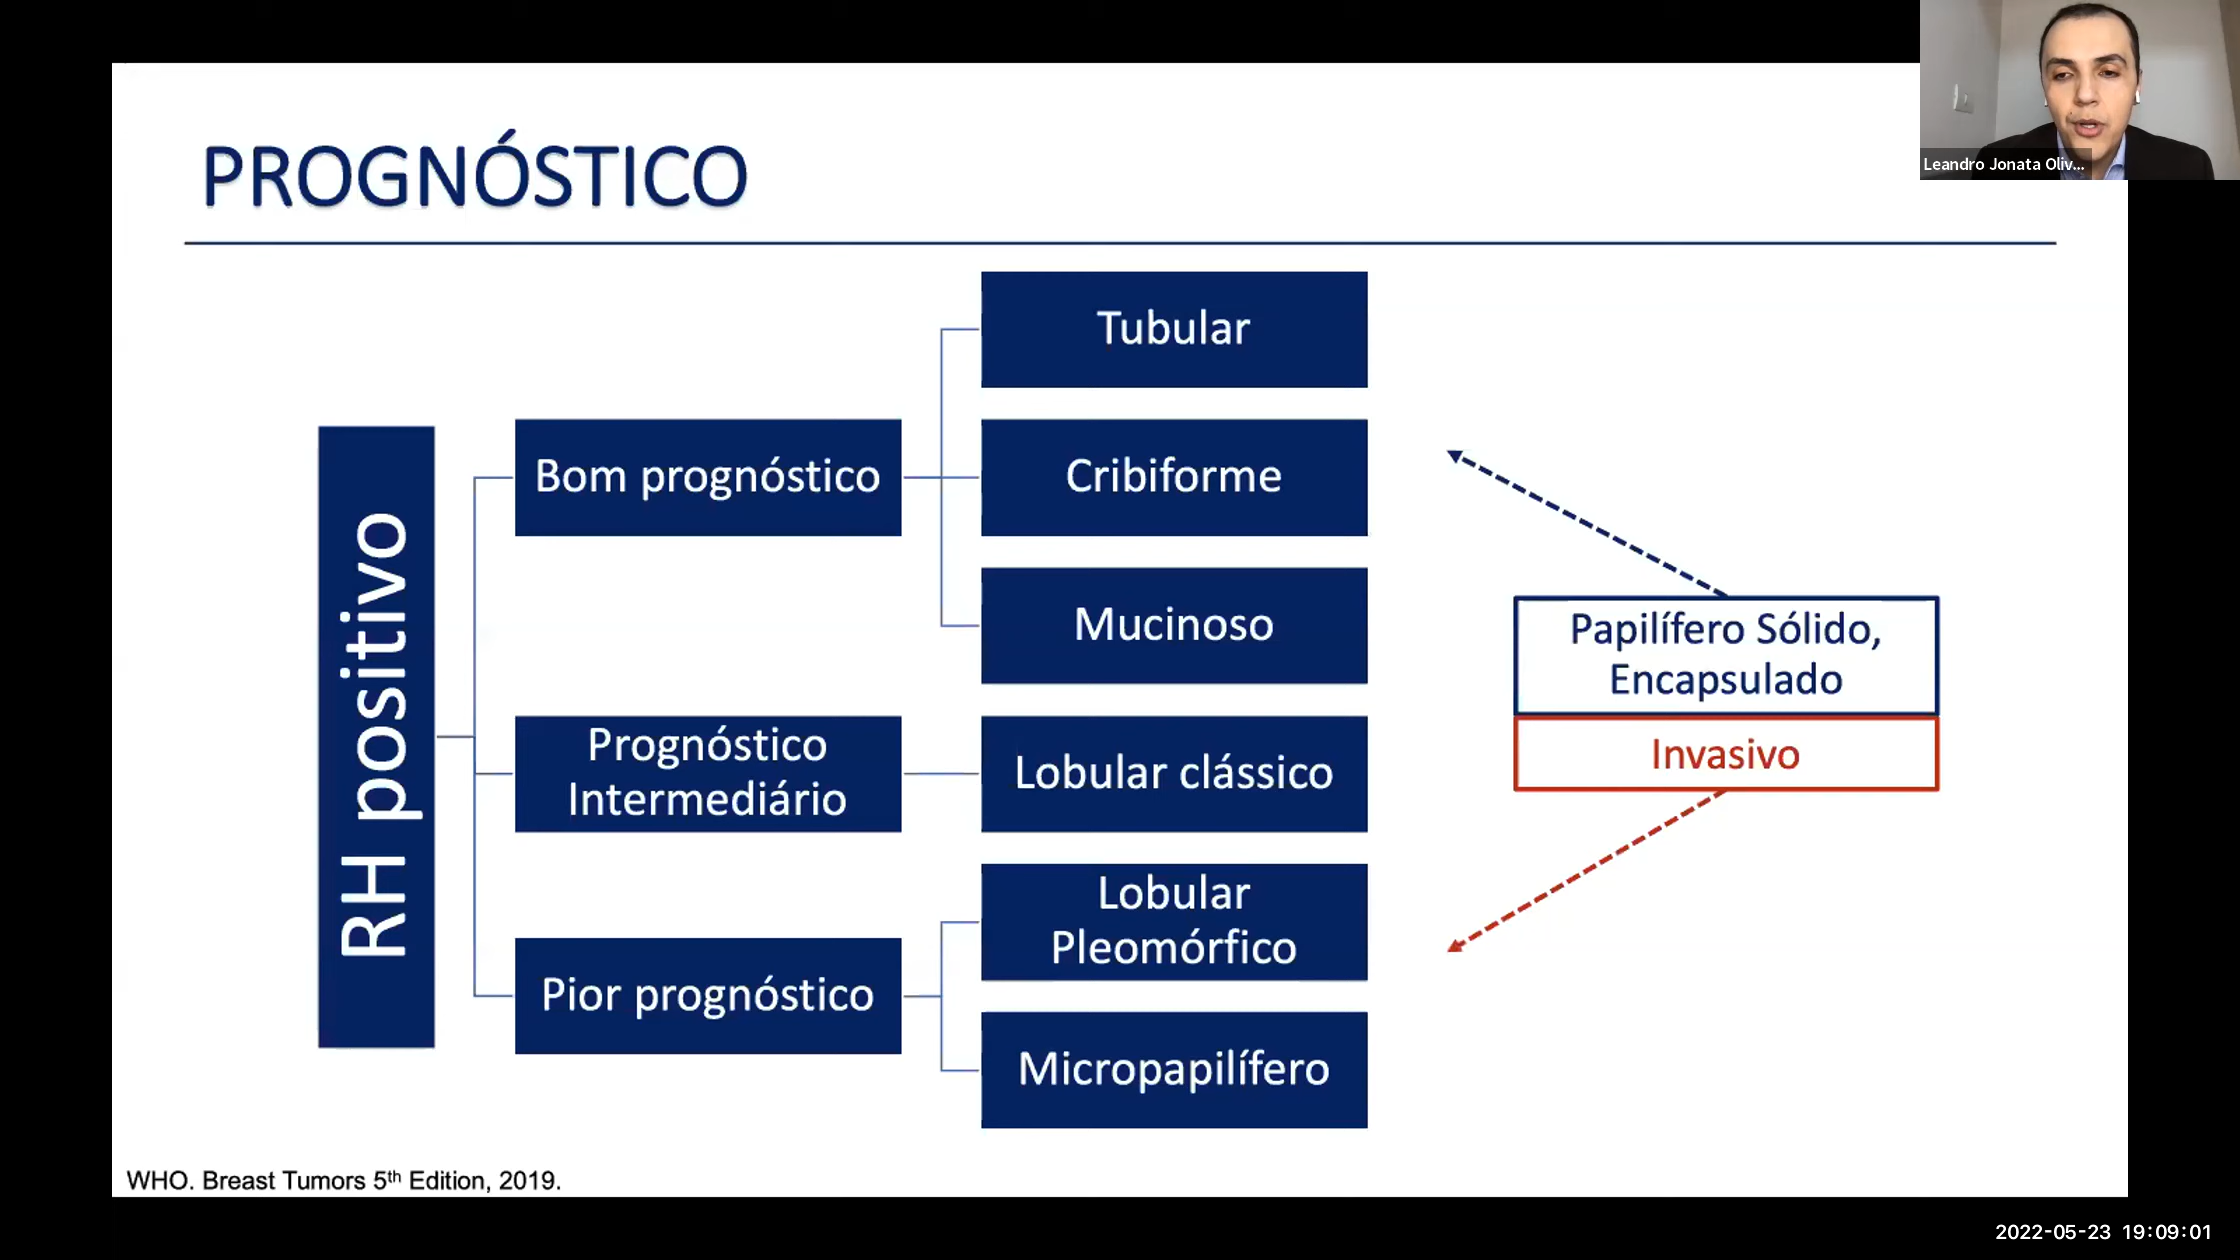 Leandro Jonata Oliv...
PROGNÓSTICO
RH positivo
Bom prognóstico
Tubular
Cribiforme
Mucinoso
Prognóstico
Intermediário
Lobular clássico
Pior prognóstico
Lobular
Pleomórfico
Micropapilífero
Papilífero Sólido,
Encapsulado
Invasivo
WHO. Breast Tumors 5th Edition, 2019.
2022-05-23 19:09:01